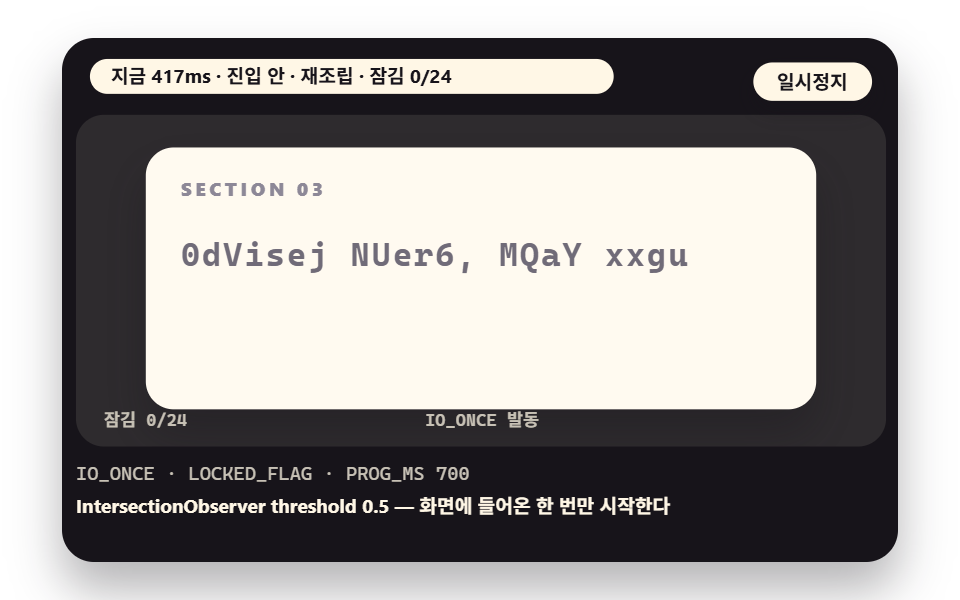 지금 417ms · 진입 안 · 재조립 · 잠김 0/24
일시정지
SECTION 03
0dVisej NUer6, MQaY xxgu
잠김 0/24
IO_ONCE 발동
IO_ONCE · LOCKED_FLAG · PROG_MS 700
IntersectionObserver threshold 0.5 — 화면에 들어온 한 번만 시작한다